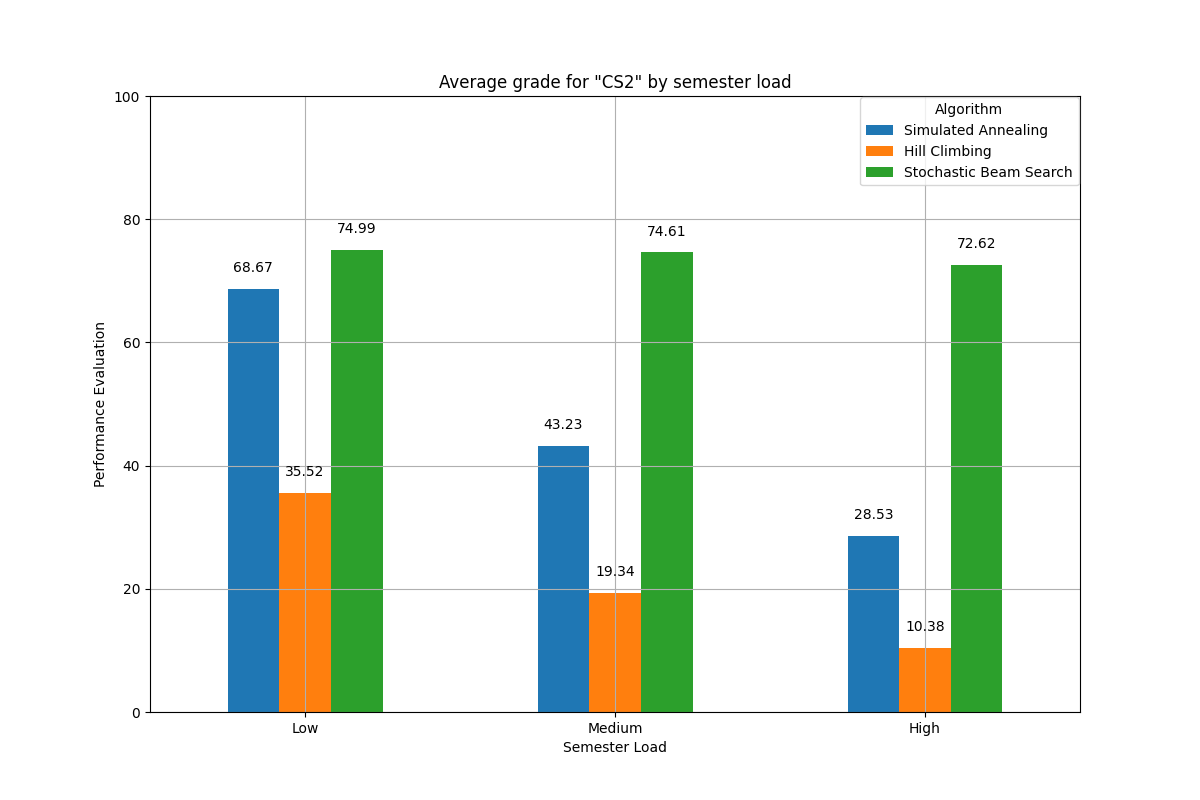 Average grade for "CS2" by semester load
Algorithm
Simulated Annealing
Hill Climbing
Stochastic Beam Search
Performance Evaluation
100
80
60
40
20
0
68.67
35.52
74.99
43.23
19.34
74.61
28.53
10.38
72.62
Low
Medium
High
Semester Load